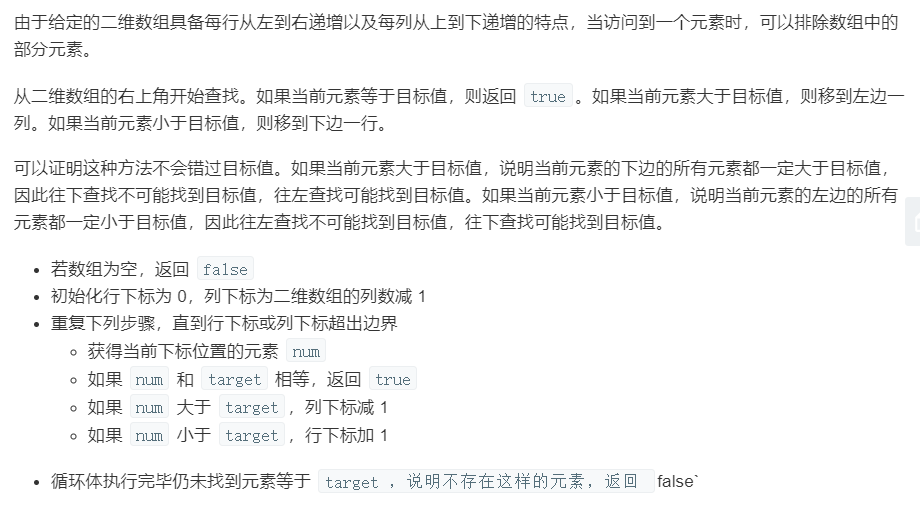 由于给定的二维数组具备每行从左到右递增以及每列从上到下递增的特点，当访问到一个元素时，可以排除数组中的
部分元素。
从二维数组的右上角开始查找。如果当前元素等于目标值，则返回 true 。如果当前元素大于目标值，则移到左边一
列。如果当前元素小于目标值，则移到下边一行。
可以证明这种方法不会错过目标值。如果当前元素大于目标值，说明当前元素的下边的所有元素都一定大于目标值，
因此往下查找不可能找到目标值，往左查找可能找到目标值。如果当前元素小于目标值，说明当前元素的左边的所有
元素都一定小于目标值，因此往左查找不可能找到目标值，往下查找可能找到目标值。
• 若数组为空，返回 false
• 初始化行下标为 0，列下标为二维数组的列数减 1
• 重复下列步骤，直到行下标或列下标超出边界
◦ 获得当前下标位置的元素 num
◦ 如果 num 和 target 相等，返回 true
◦ 如果 num 大于 target ，列下标减 1
◦ 如果 num 小于 target ，行下标加 1
• 循环体执行完毕仍未找到元素等于 target ，说明不存在这样的元素，返回 false`